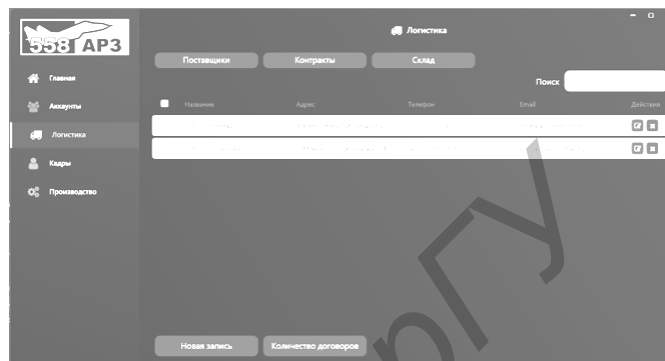 558 АРЗ
Логистика
Поставщики
Контракты
Склад
Главная
Поиск
Аккаунты
Название
Адрес
Телефон
Email
Действия
Логистика
Кадры
Производство
Новая запись
Количество договоров
рГУ